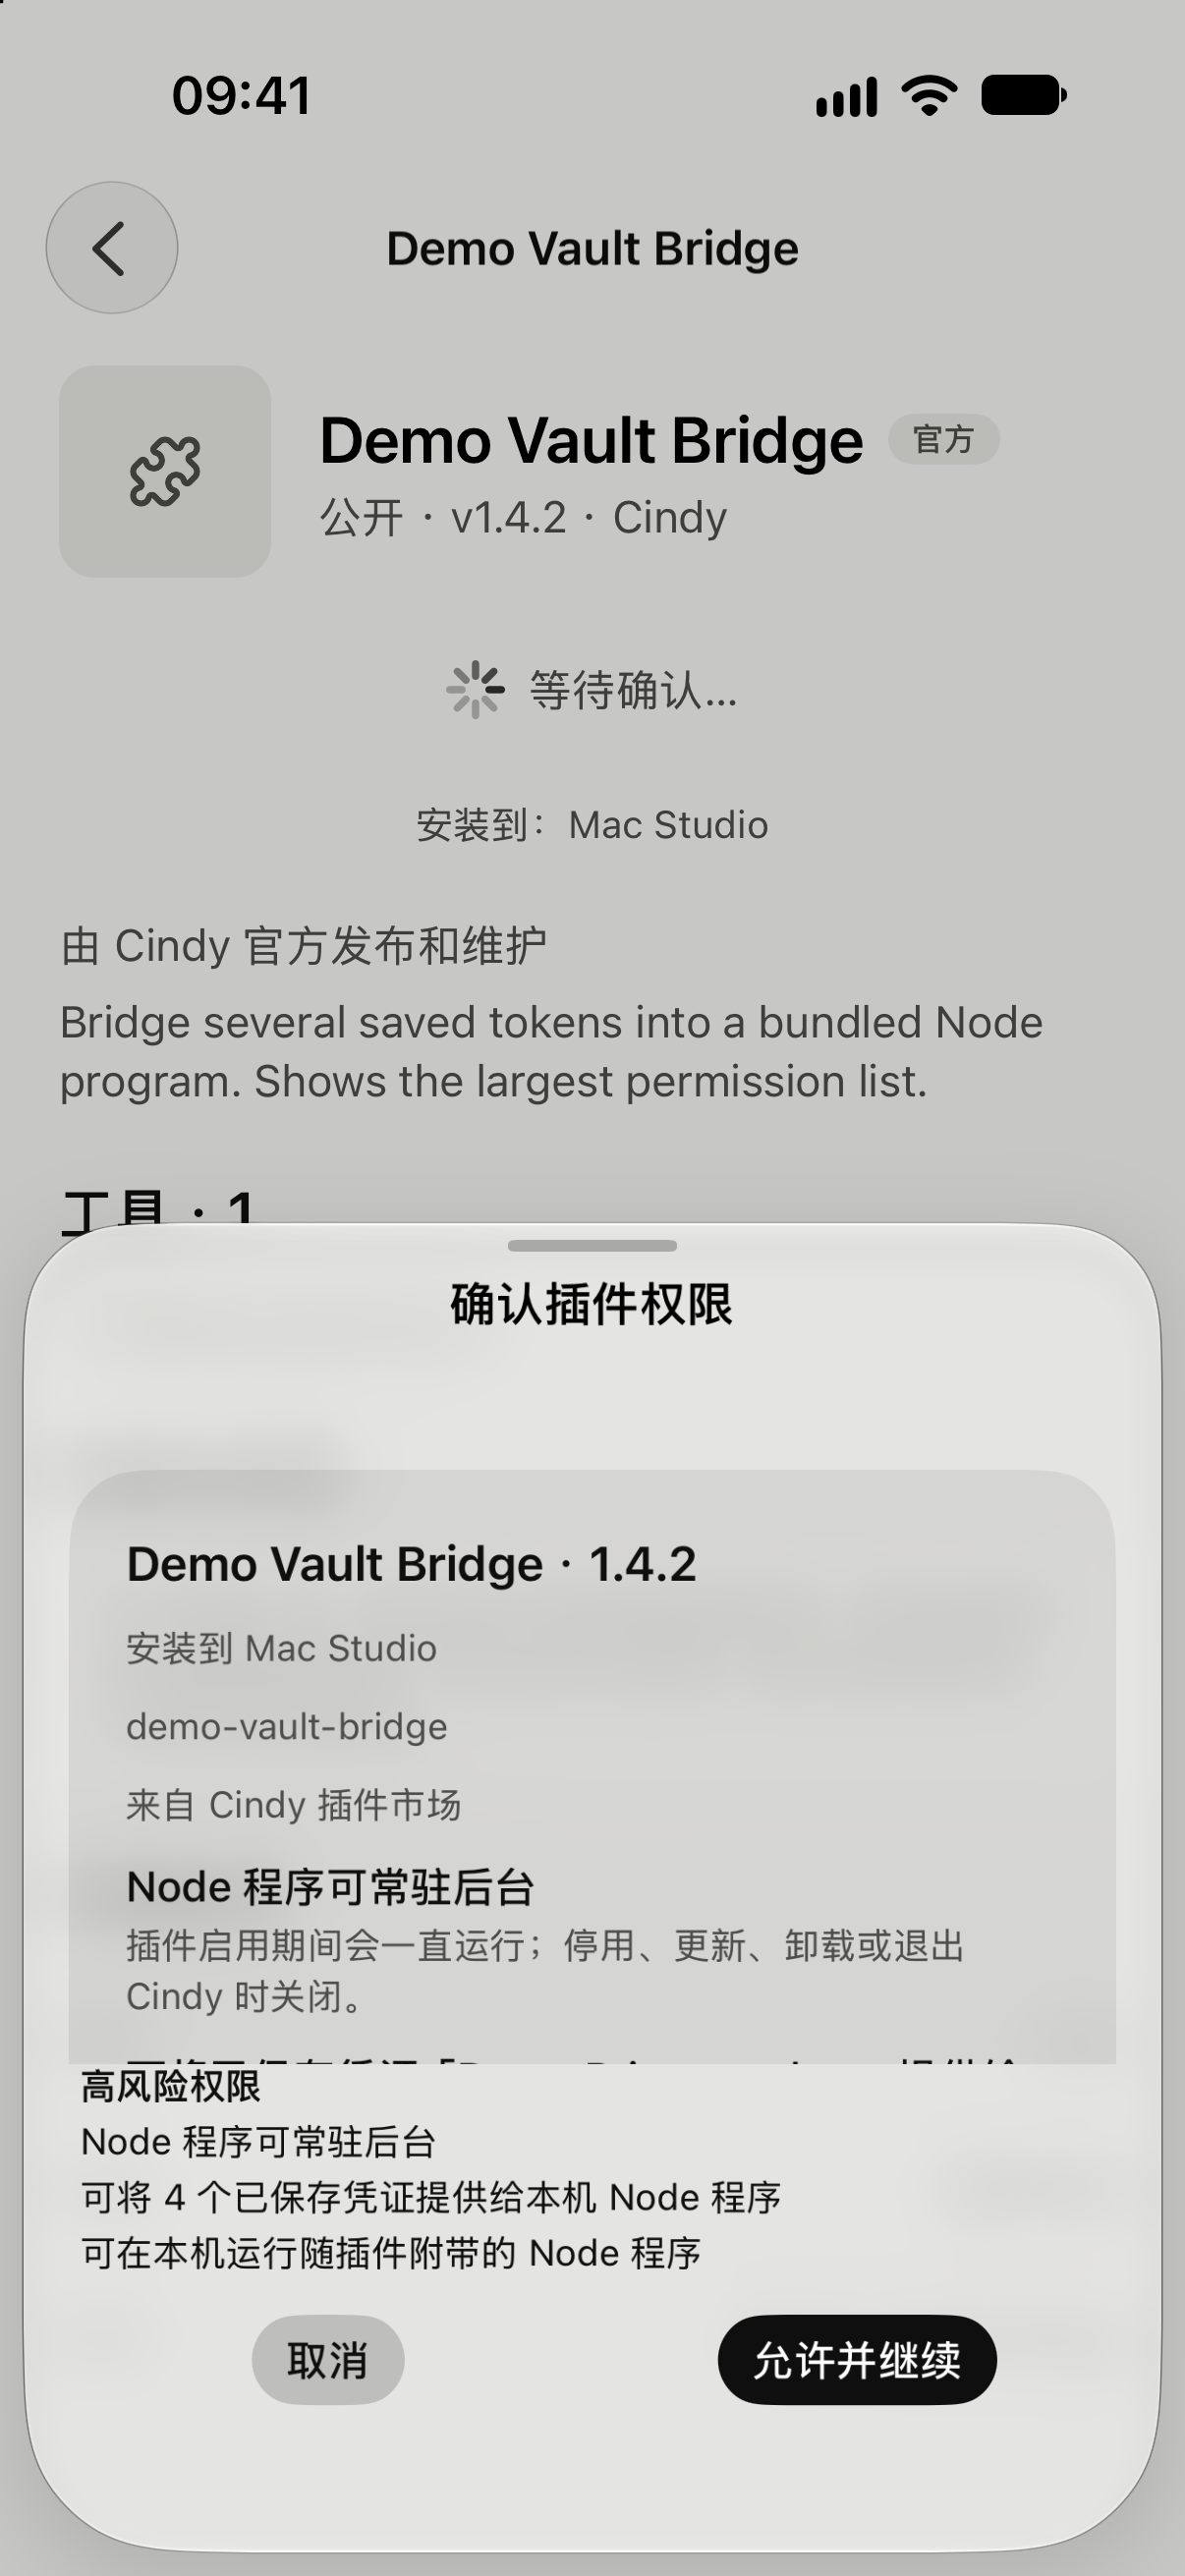 09:41
Demo Vault Bridge
Demo Vault Bridge 官方
公开 · v1.4.2 · Cindy
等待确认...
安装到：Mac Studio
由 Cindy 官方发布和维护
Bridge several saved tokens into a bundled Node
program. Shows the largest permission list.
工具 · 1
确认插件权限
Demo Vault Bridge · 1.4.2
安装到 Mac Studio
demo-vault-bridge
来自 Cindy 插件市场
Node 程序可常驻后台
插件启用期间会一直运行；停用、更新、卸载或退出
Cindy 时关闭。
高风险权限
Node 程序可常驻后台
可将 4 个已保存凭证提供给本机 Node 程序
可在本机运行随插件附带的 Node 程序
取消
允许并继续